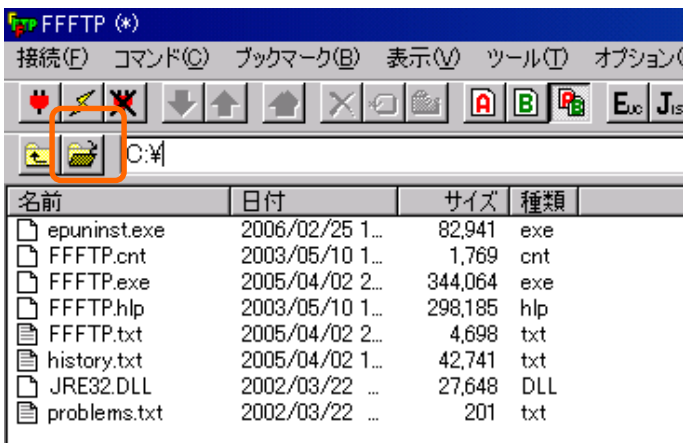 FFFTP (*)
接続(F) コマンド(C) ブックマーク(B) 表示(V) ツール(T) オプション(
A B Euc JIS
C:¥
名前 日付 サイズ 種類
epuninst.exe 2006/02/25 1... 82,941 exe
FFFTP.cnt 2003/05/10 1... 1,769 cnt
FFFTP.exe 2005/04/02 2... 344,064 exe
FFFTP.hlp 2003/05/10 1... 298,185 hlp
FFFTP.txt 2005/04/02 2... 4,698 txt
history.txt 2005/04/02 1... 42,741 txt
JRE32.DLL 2002/03/22 ... 27,648 DLL
problems.txt 2002/03/22 ... 201 txt